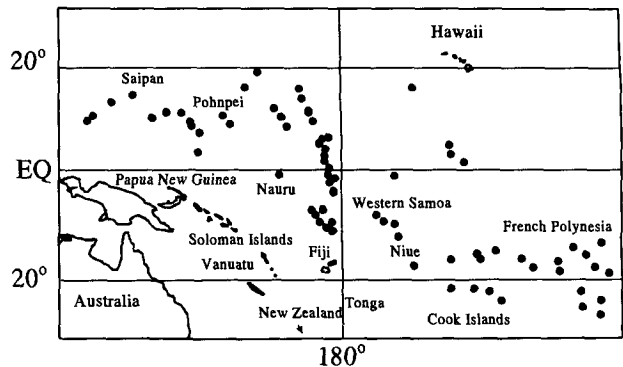 Hawaii
20°
Saipan
Pohnpei
EQ
Papua New Guinea
Nauru
Western Samoa
French Polynesia
Soloman Islands
Vanuatu
Fiji
Niue
20°
Australia
New Zealand
Tonga
Cook Islands
180°